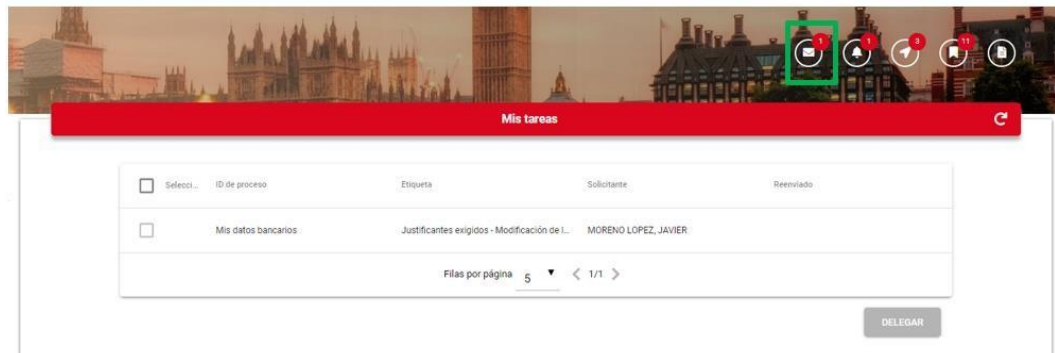 1 1 3 11
Mis tareas
Selecci... ID de proceso Etiqueta Solicitante Reenviado
Mis datos bancarios Justificantes exigidos - Modificación de l... MORENO LOPEZ, JAVIER
Filas por página 5 1/1
DELEGAR